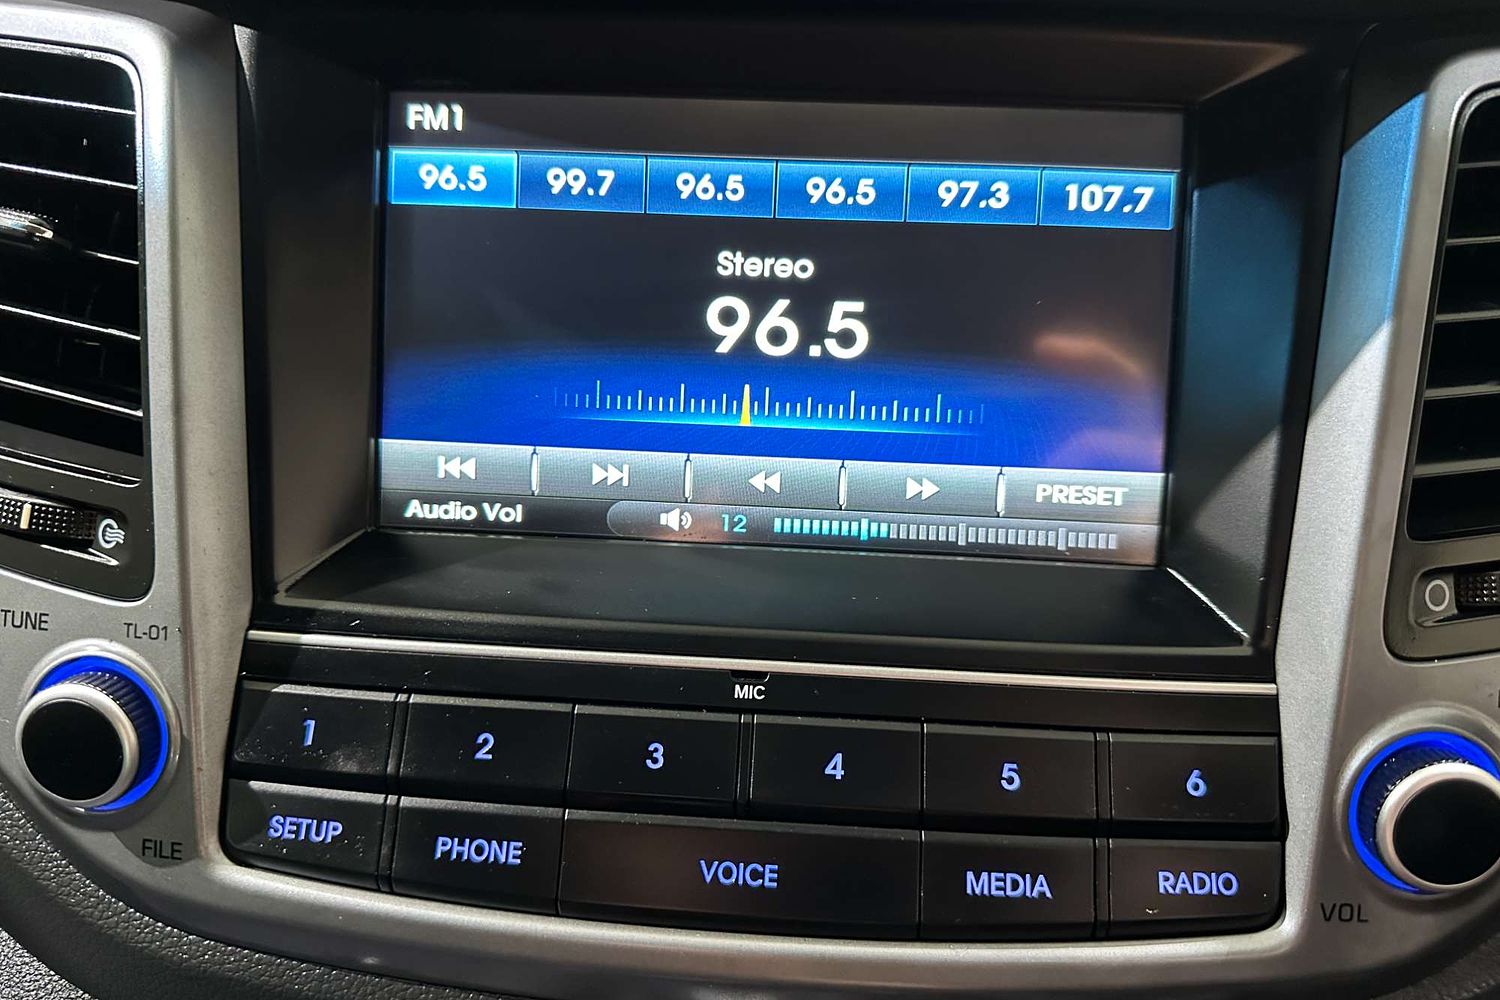 FM1
96.5 99.7 96.5 96.5 97.3 107.7
Stereo
96.5
PRESET
Audio Vol 12
TUNE
TL-01
MIC
1 2 3 4 5 6
SETUP PHONE VOICE MEDIA RADIO
FILE
VOL